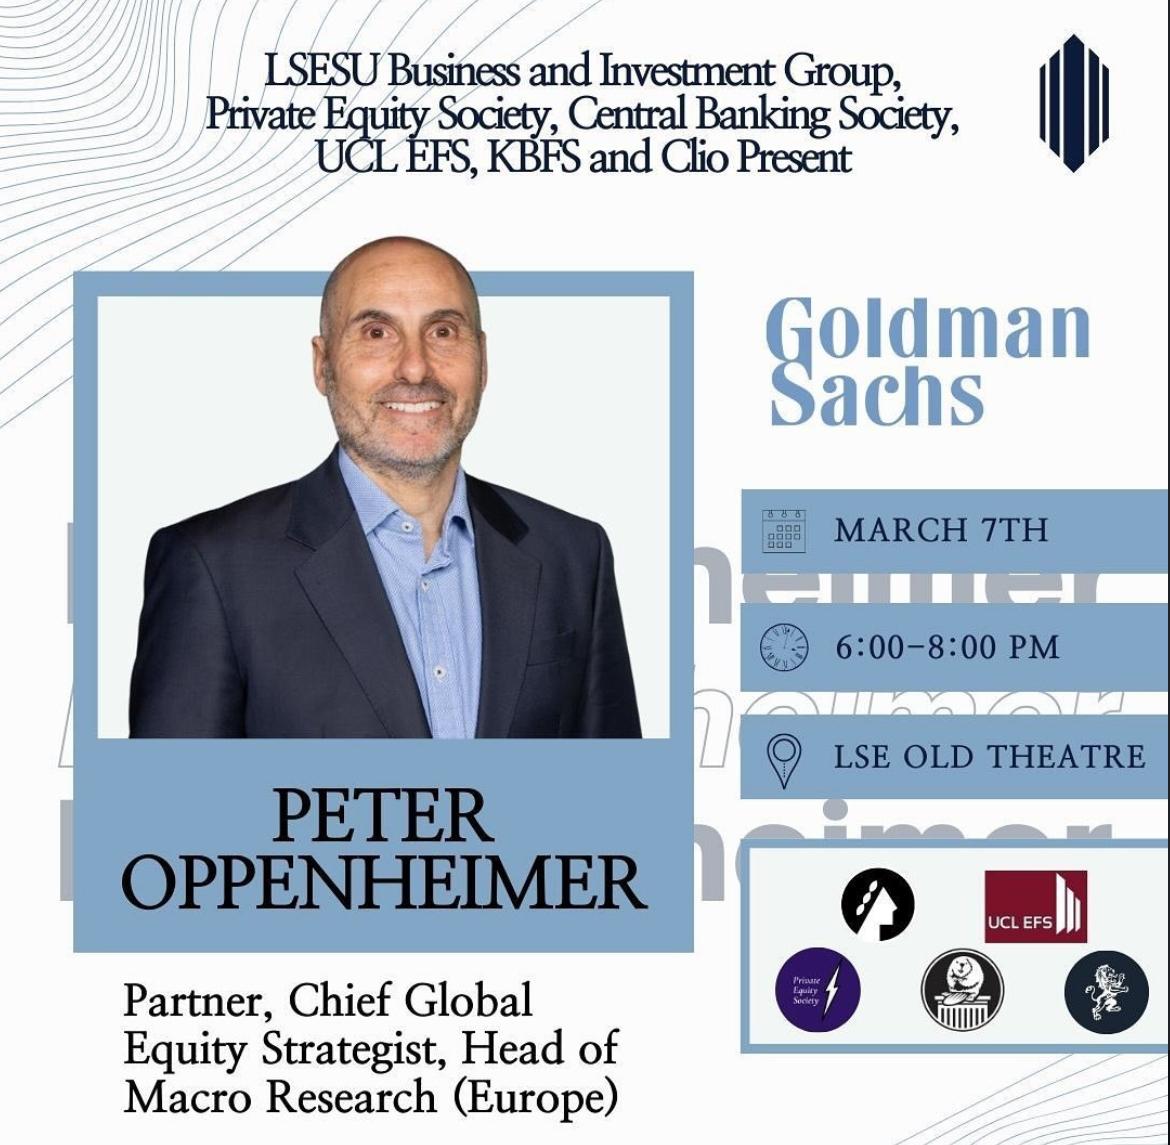 LSESU Business and Investment Group,
Private Equity Society, Central Banking Society,
UCL EFS, KBFS and Clio Present
Goldman
Sachs
MARCH 7TH
6:00-8:00 PM
LSE OLD THEATRE
PETER
OPPENHEIMER
Partner, Chief Global
Equity Strategist, Head of
Macro Research (Europe)
UCL EFS
Private
Equity
Society